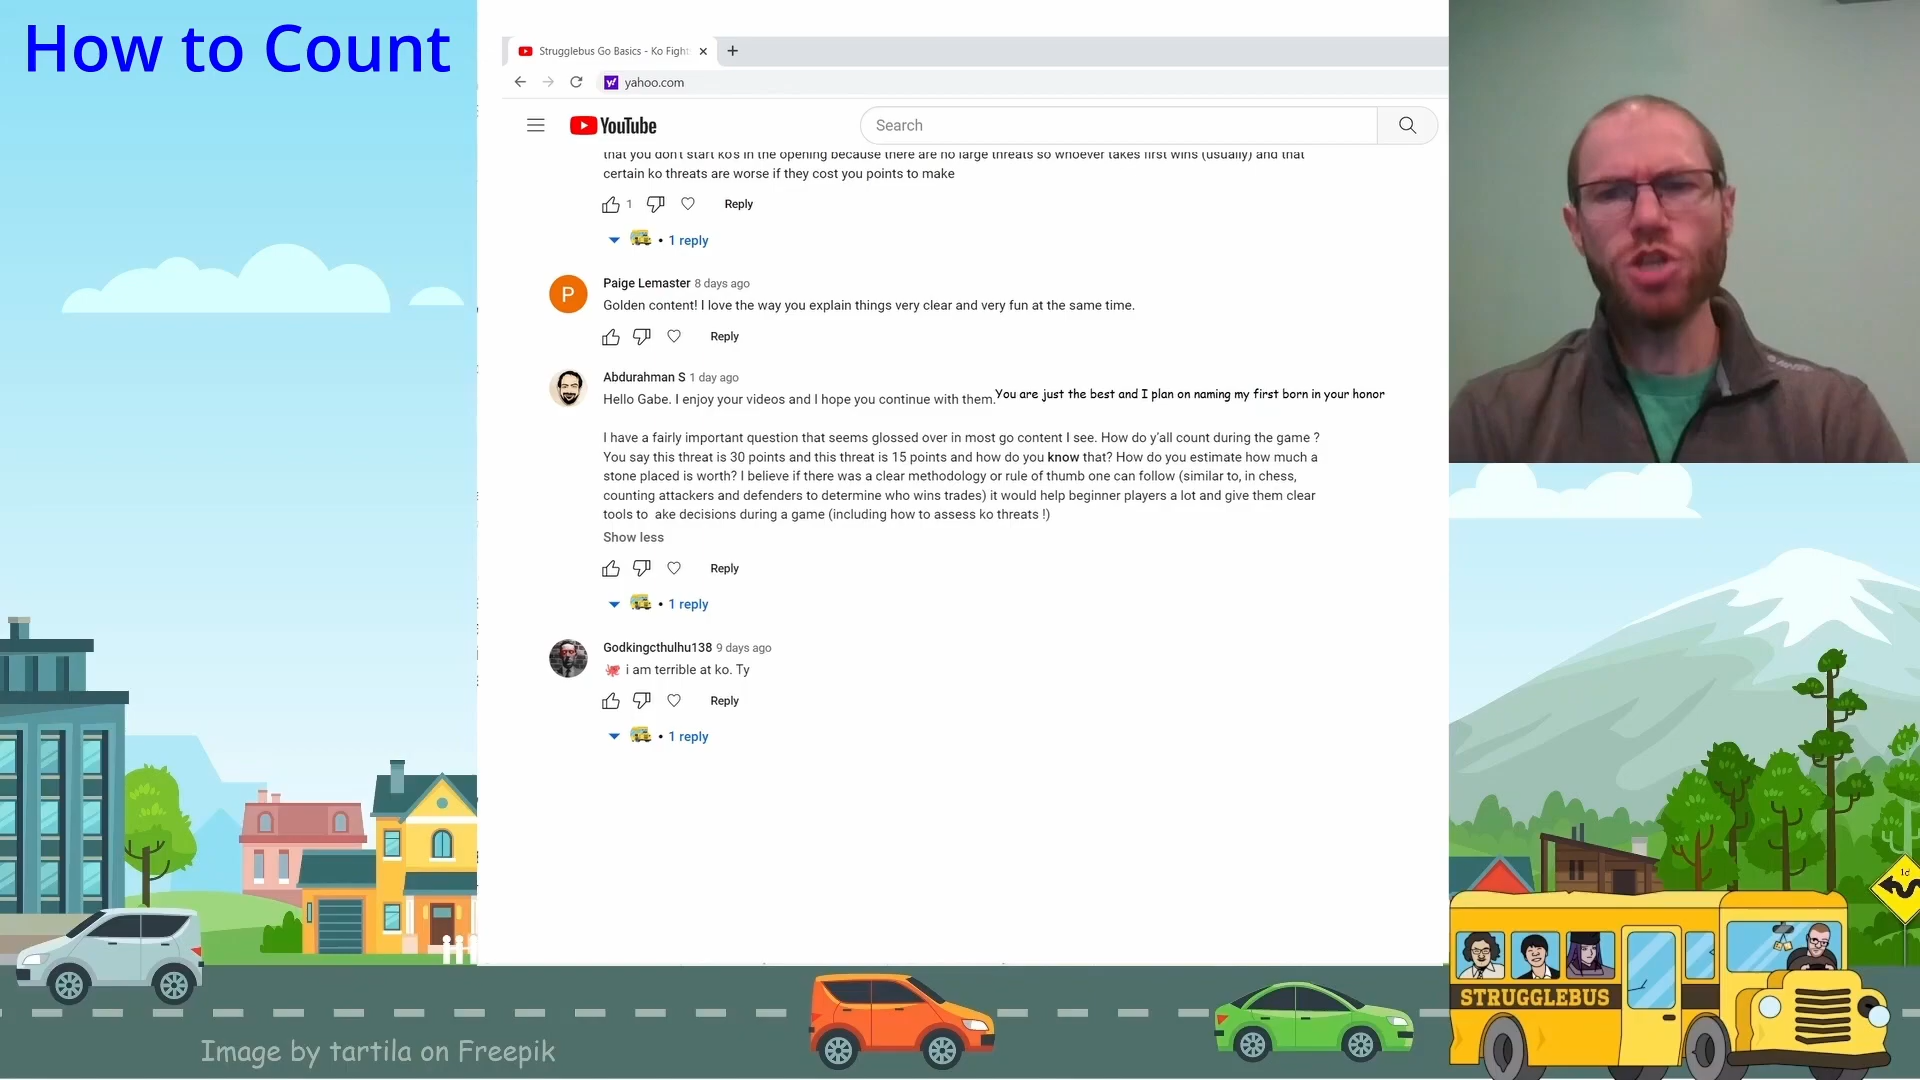 How to Count
Strugglebus Go Basics - Ko Fight
yahoo.com
YouTube
Search
that you don't start ko's in the opening because there are no large threats so whoever takes first wins (usually) and that
certain ko threats are worse if they cost you points to make
1
Reply
• 1 reply
P
Paige Lemaster 8 days ago
Golden content! I love the way you explain things very clear and very fun at the same time.
Reply
Abdurahman S 1 day ago
Hello Gabe. I enjoy your videos and I hope you continue with them. You are just the best and I plan on naming my first born in your honor
I have a fairly important question that seems glossed over in most go content I see. How do y'all count during the game ?
You say this threat is 30 points and this threat is 15 points and how do you know that? How do you estimate how much a
stone placed is worth? I believe if there was a clear methodology or rule of thumb one can follow (similar to, in chess,
counting attackers and defenders to determine who wins trades) it would help beginner players a lot and give them clear
tools to ake decisions during a game (including how to assess ko threats !)
Show less
Reply
• 1 reply
Godkingcthulhu138 9 days ago
i am terrible at ko. Ty
Reply
• 1 reply
1d
STRUGGLEBUS
Image by tartila on Freepik